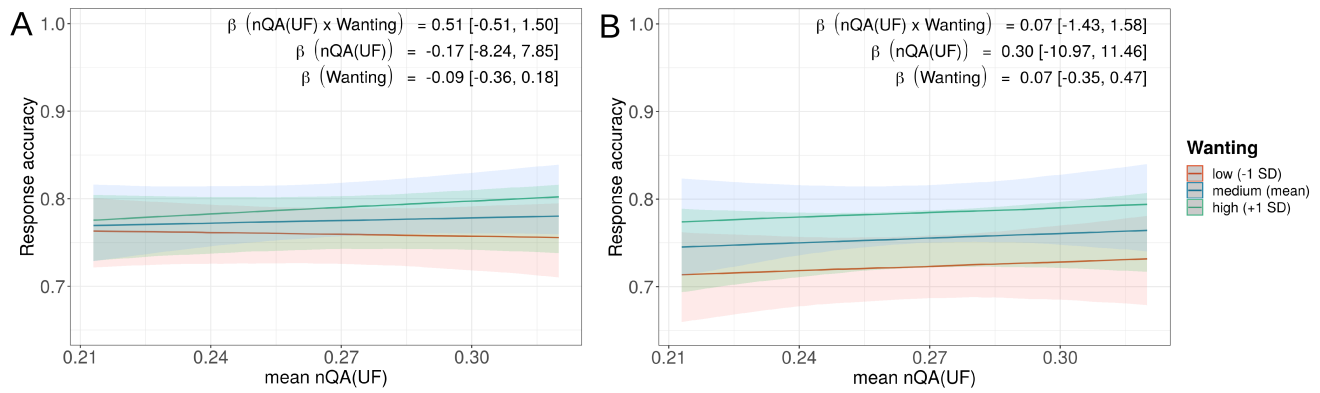 A
β (nQA(UF) x Wanting) = 0.51 [-0.51, 1.50]
β (nQA(UF)) = -0.17 [-8.24, 7.85]
β (Wanting) = -0.09 [-0.36, 0.18]
1.0
0.9
0.8
0.7
Response accuracy
0.21 0.24 0.27 0.30
mean nQA(UF)
B
β (nQA(UF) x Wanting) = 0.07 [-1.43, 1.58]
β (nQA(UF)) = 0.30 [-10.97, 11.46]
β (Wanting) = 0.07 [-0.35, 0.47]
1.0
0.9
0.8
0.7
Response accuracy
0.21 0.24 0.27 0.30
mean nQA(UF)
Wanting
low (-1 SD)
medium (mean)
high (+1 SD)